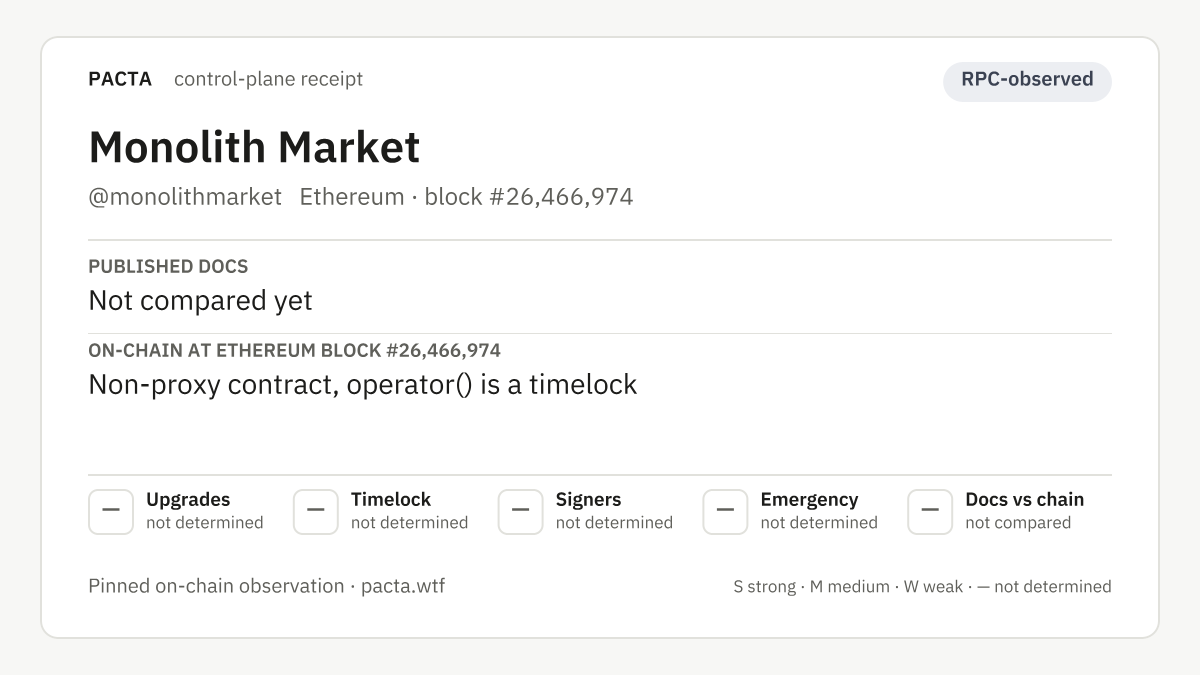 PACTA control-plane receipt
RPC-observed
Monolith Market
@monolithmarket Ethereum · block #26,466,974
PUBLISHED DOCS
Not compared yet
ON-CHAIN AT ETHEREUM BLOCK #26,466,974
Non-proxy contract, operator() is a timelock
— Upgrades
not determined
— Timelock
not determined
— Signers
not determined
— Emergency
not determined
— Docs vs chain
not compared
Pinned on-chain observation · pacta.wtf
S strong · M medium · W weak · — not determined